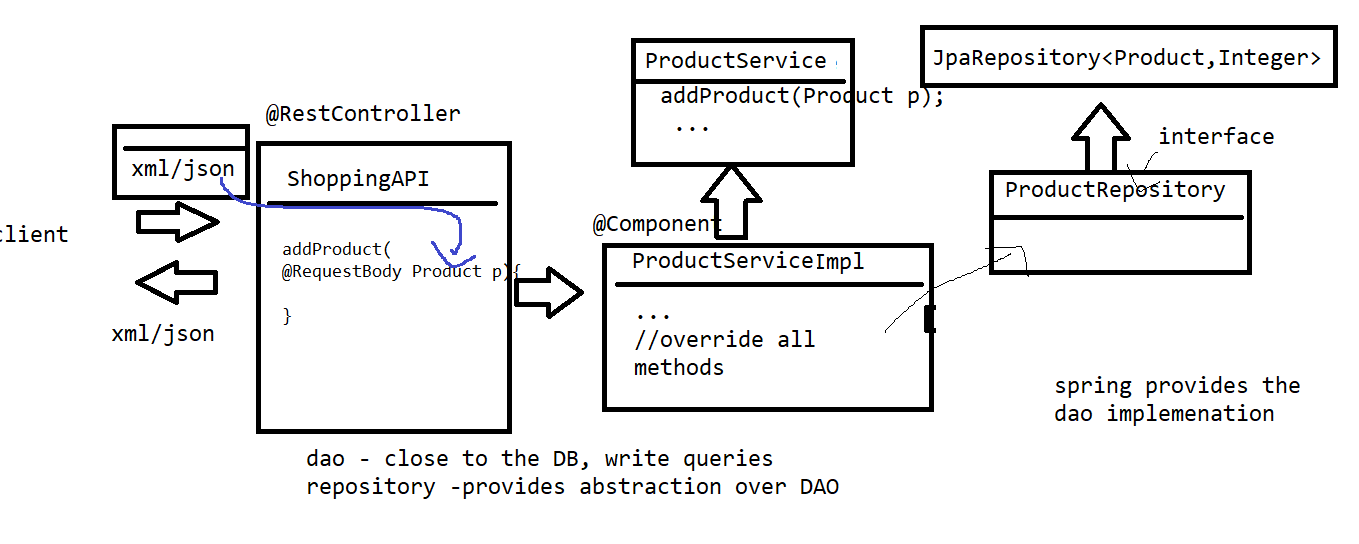 JpaRepository<Product,Integer>
ProductService
addProduct(Product p);
...
@RestController
interface
xml/json
ShoppingAPI
ProductRepository
client
@Component
addProduct(
@RequestBody Product p){
}
ProductServiceImpl
...
//override all
methods
xml/json
spring provides the
dao implemenation
dao - close to the DB, write queries
repository -provides abstraction over DAO